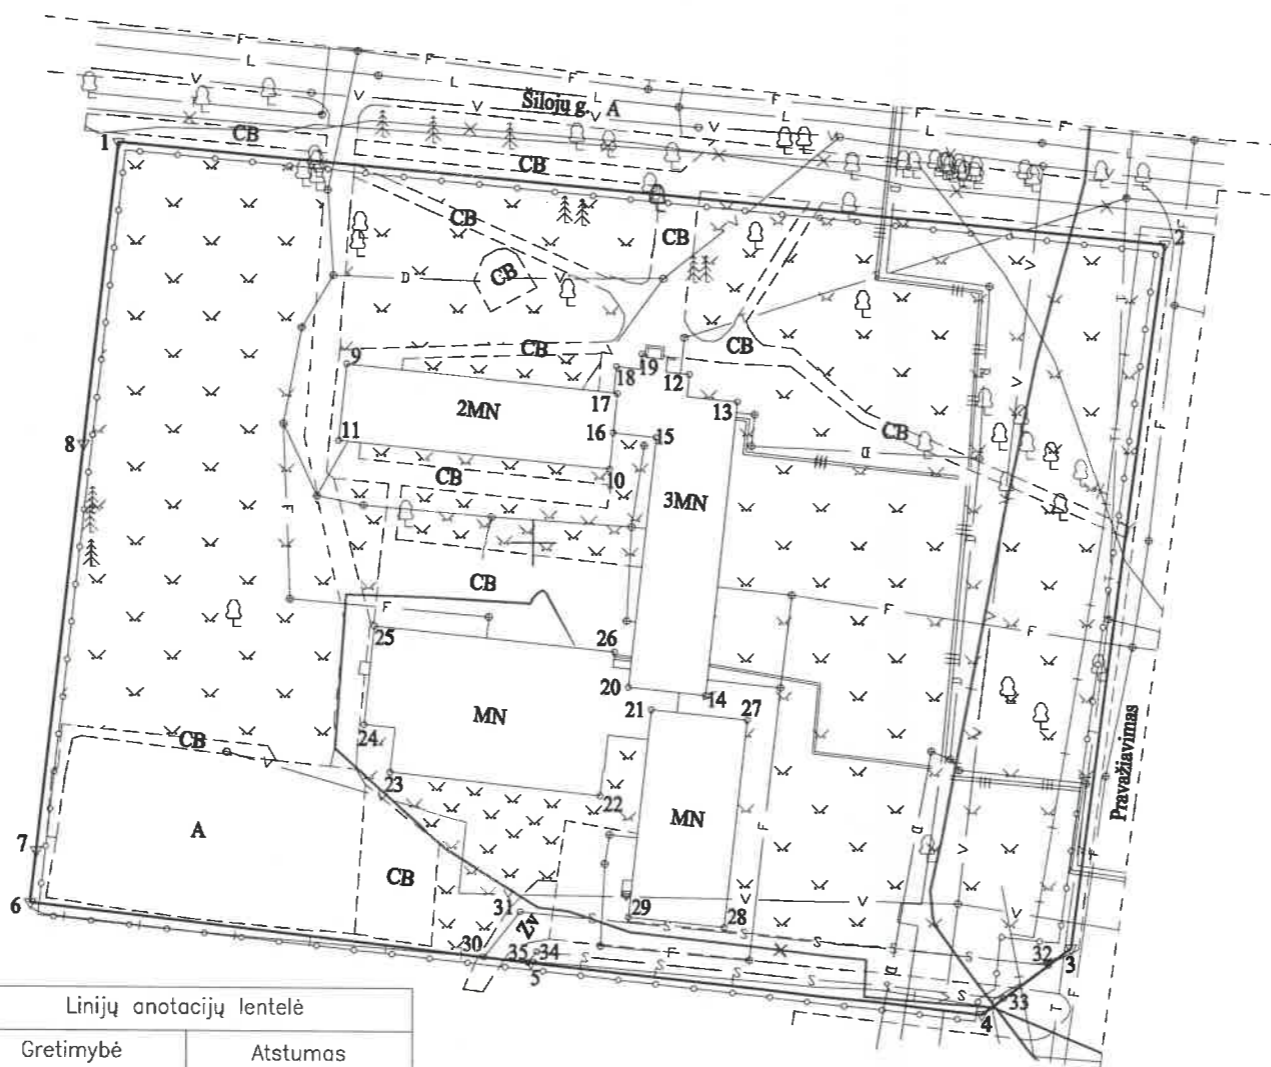 Šilojų g. A
F
L
V
F
L
V
F
L
V
F
L
V
F
L
V
F
1
CB
CB
2
CB
CB
D
V
CB
CB
CB
CB
9
19
18
12
17
13
2MN
16
15
11
8
10
CB
3MN
D
CB
F
F
25
26
F
F
20
14
21
27
MN
24
23
22
MN
CB
V
A
CB
7
6
F
D
V
V
V
31
29
28
Zv
30
35
34
5
S
S
S
S
S
S
S
F
S
S
S
S
S
D
32
3
33
4
T
F
Pravažiavimas
Linijų anotacijų lentelė
Gretimybė Atstumas